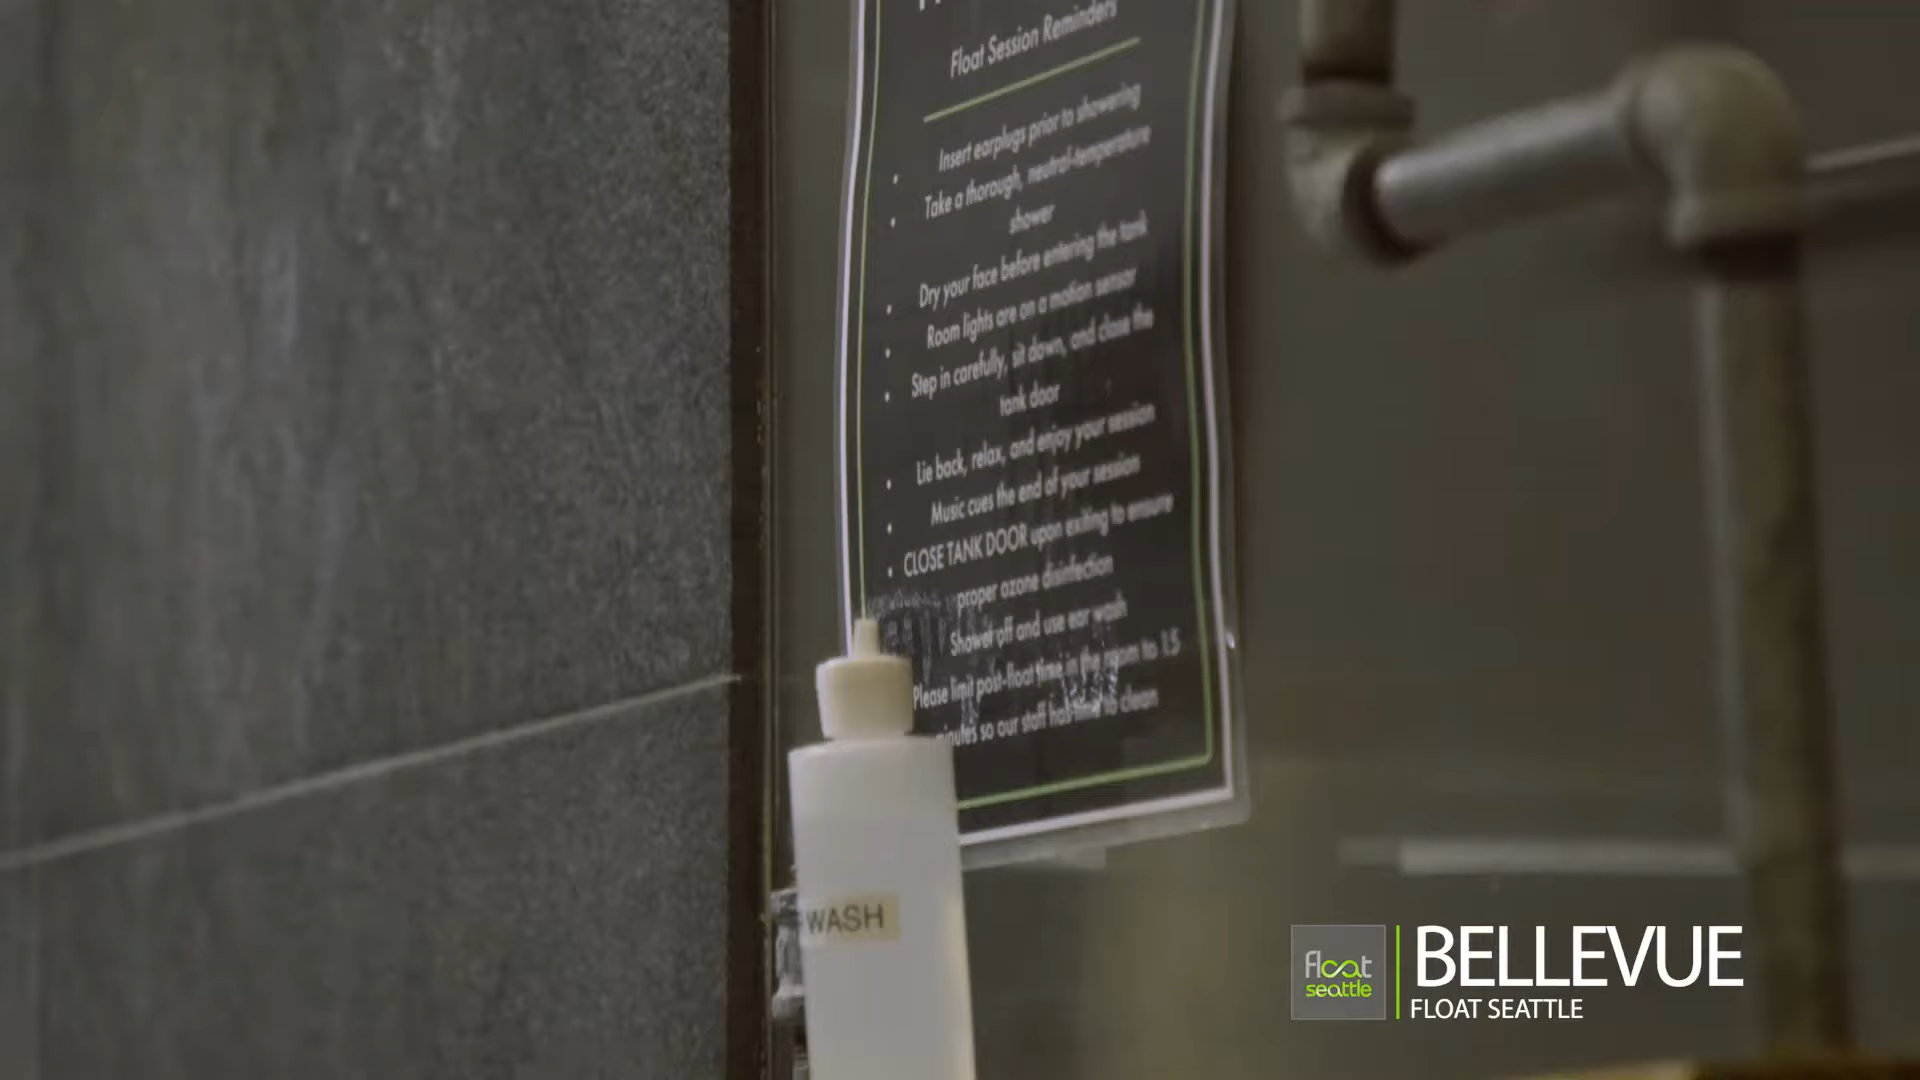 Float Session Reminders
Insert earplugs prior to showering
Take a thorough, neutral-temperature
shower
Dry your face before entering the tank
Room lights are on a motion sensor
Step in carefully, sit down, and close the
tank door
Lie back, relax, and enjoy your session
Music cues the end of your session
CLOSE TANK DOOR upon exiting to ensure
proper ozone disinfection
Shower off and use ear wash
Please limit post-float time in the room to 15
minutes so our staff has time to clean
WASH
float
seattle
BELLEVUE
FLOAT SEATTLE